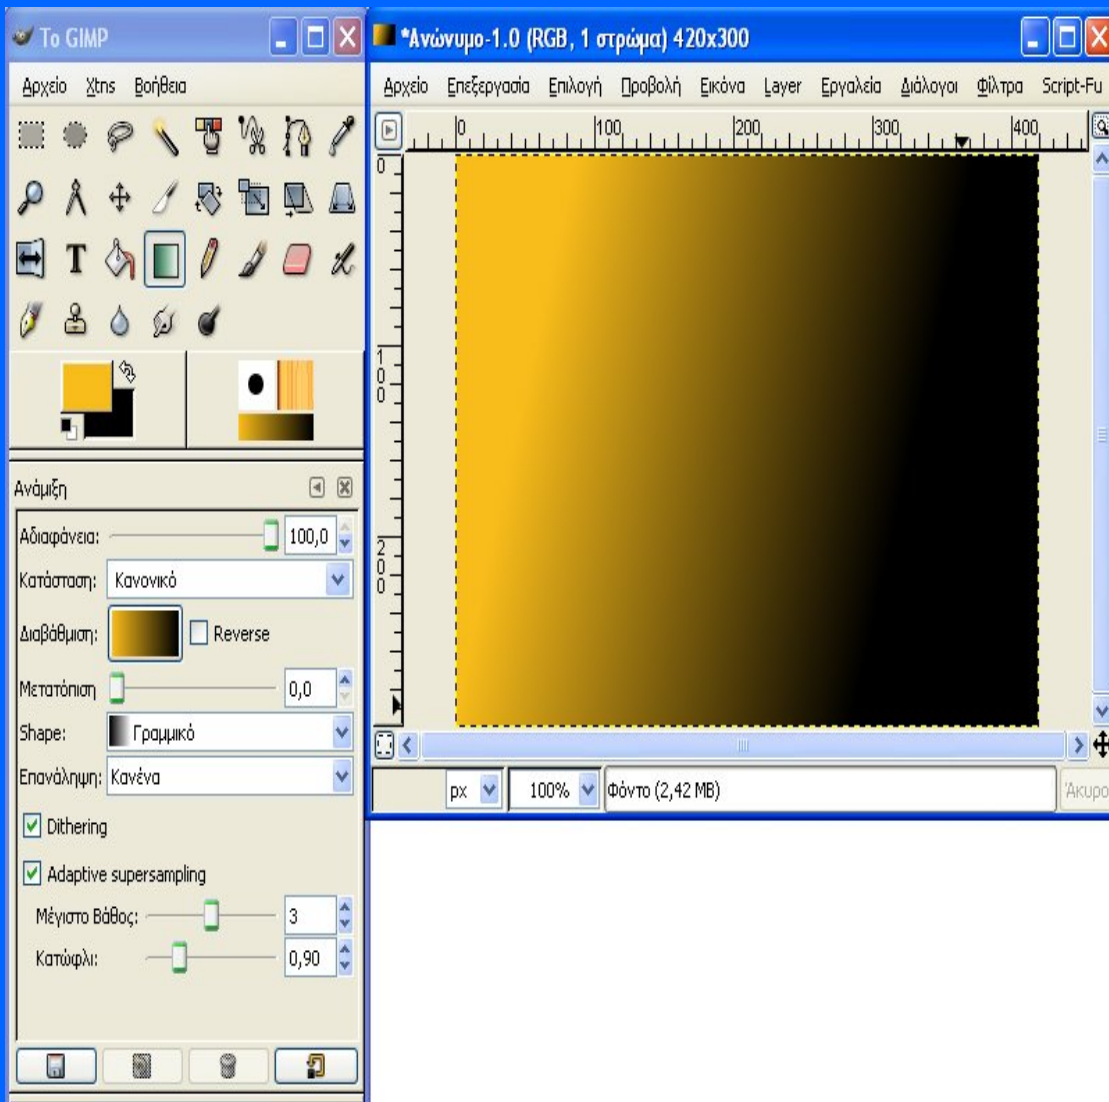 Το GIMP
Αρχείο Xtns Βοήθεια
Ανάμιξη
Αδιαφάνεια: 100,0
Κατάσταση: Κανονικό
Διαβάθμιση: Reverse
Μετατόπιση 0,0
Shape: Γραμμικό
Επανάληψη: Κανένα
Dithering
Adaptive supersampling
Μέγιστο Βάθος: 3
Κατώφλι: 0,90
*Ανώνυμο-1.0 (RGB, 1 στρώμα) 420x300
Αρχείο Επεξεργασία Επιλογή Προβολή Εικόνα Layer Εργαλεία Διάλογοι Φίλτρα Script-Fu
0 100 200 300 400
0
100
200
px 100% Φόντο (2,42 MB) Άκυρο